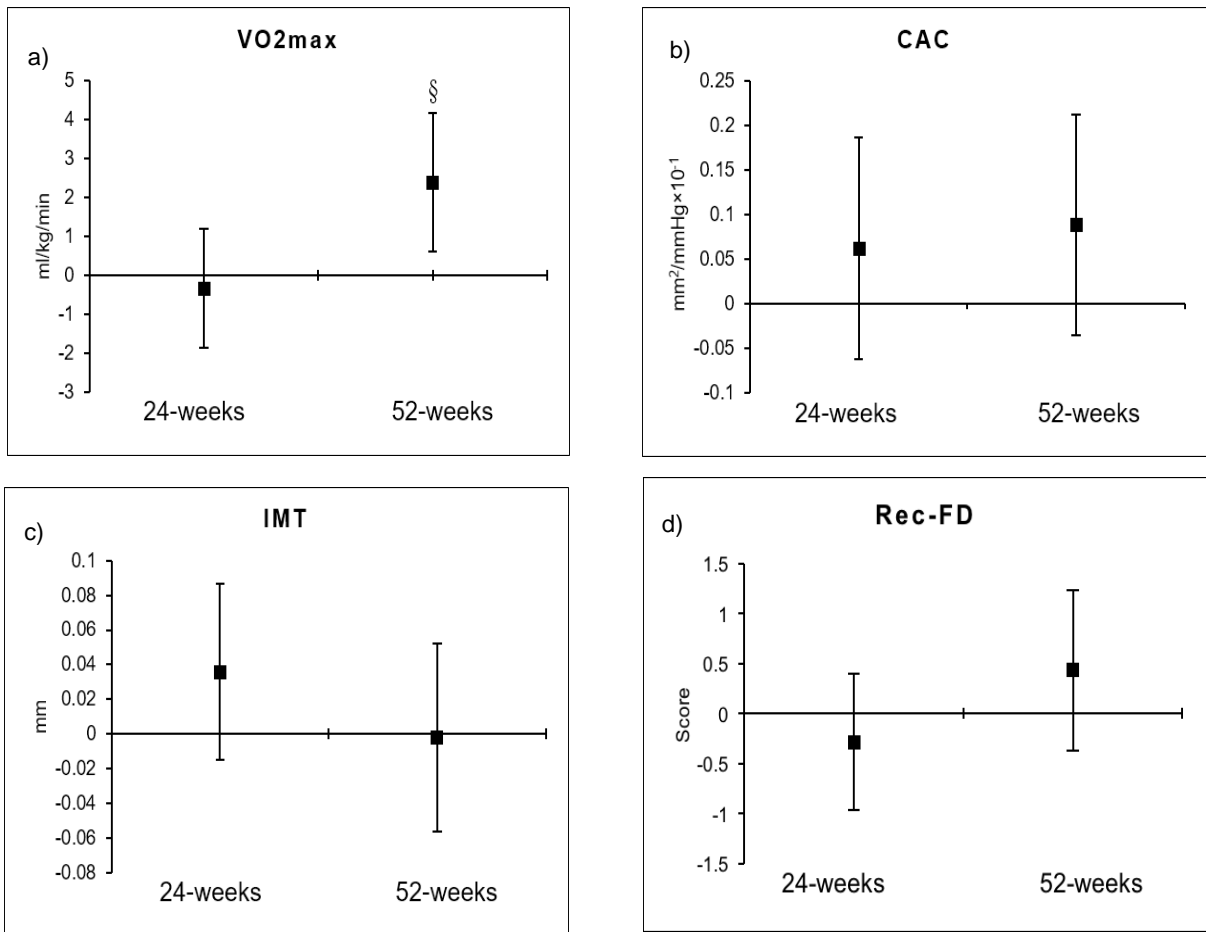 a)
VO2max
§
ml/kg/min
5
4
3
2
1
0
-1
-2
-3
24-weeks 52-weeks
b)
CAC
mm²/mmHg×10⁻¹
0.25
0.2
0.15
0.1
0.05
0
-0.05
-0.1
24-weeks 52-weeks
c)
IMT
mm
0.1
0.08
0.06
0.04
0.02
0
-0.02
-0.04
-0.06
-0.08
24-weeks 52-weeks
d)
Rec-FD
Score
1.5
1
0.5
0
-0.5
-1
-1.5
24-weeks 52-weeks